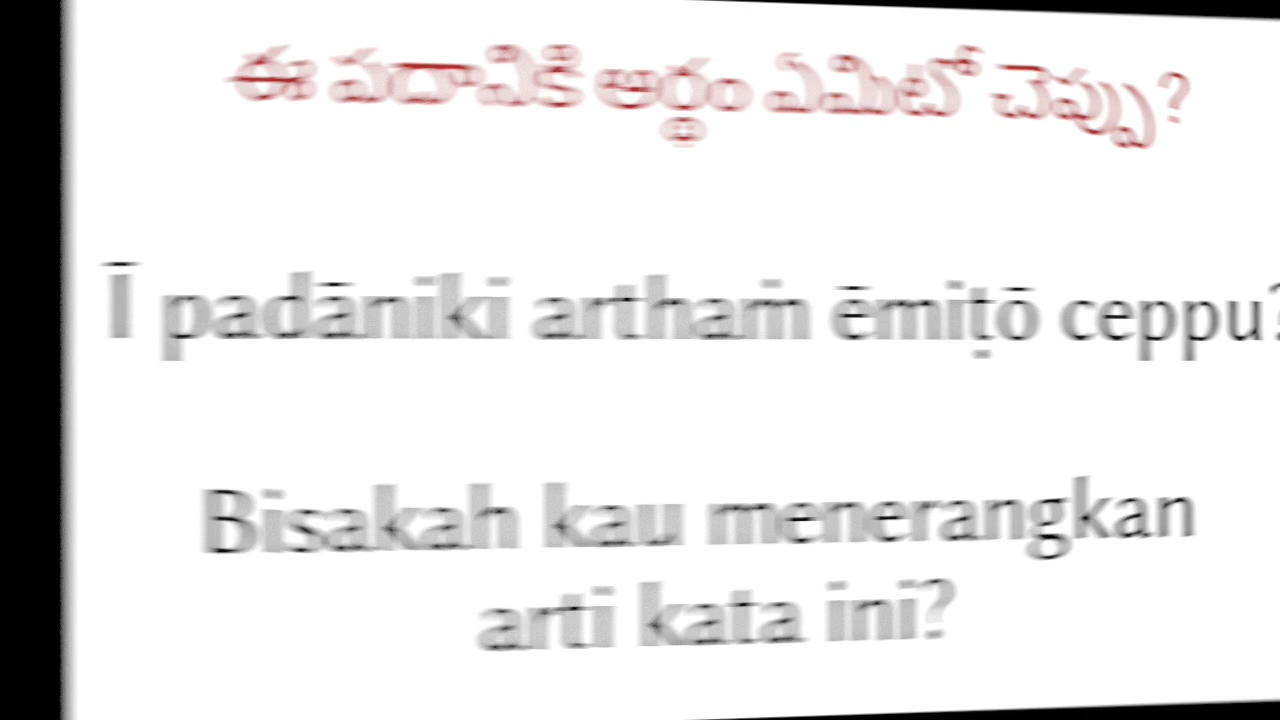 ఈ పదానికి అర్థం ఏమిటో చెప్పు?
Ī padāniki arthaṁ ēmiṭō ceppu?
Bisakah kau menerangkan
arti kata ini?